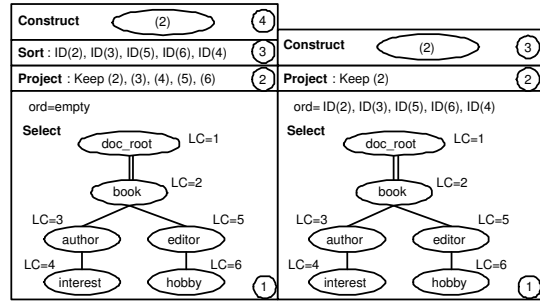 Construct (2) 4
Sort : ID(2), ID(3), ID(5), ID(6), ID(4) 3
Project : Keep (2), (3), (4), (5), (6) 2
ord=empty
Select
doc_root LC=1
book LC=2
LC=3 LC=5
author editor
LC=4 LC=6
interest hobby 1
Construct (2) 3
Project : Keep (2) 2
ord= ID(2), ID(3), ID(5), ID(6), ID(4)
Select
doc_root LC=1
book LC=2
LC=3 LC=5
author editor
LC=4 LC=6
interest hobby 1